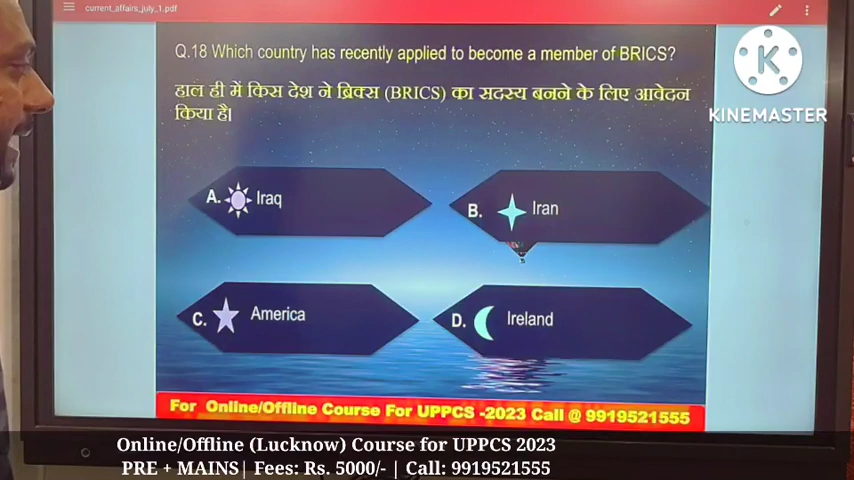 current_affairs_july_1.pdf
Q.18 Which country has recently applied to become a member of BRICS?
हाल ही में किस देश ने ब्रिक्स (BRICS) का सदस्य बनने के लिए आवेदन
किया है।
K
KINEMASTER
A. Iraq
B. Iran
C. America
D. Ireland
For Online/Offline Course For UPPCS -2023 Call @ 9919521555
Online/Offline (Lucknow) Course for UPPCS 2023
PRE + MAINS| Fees: Rs. 5000/- | Call: 9919521555